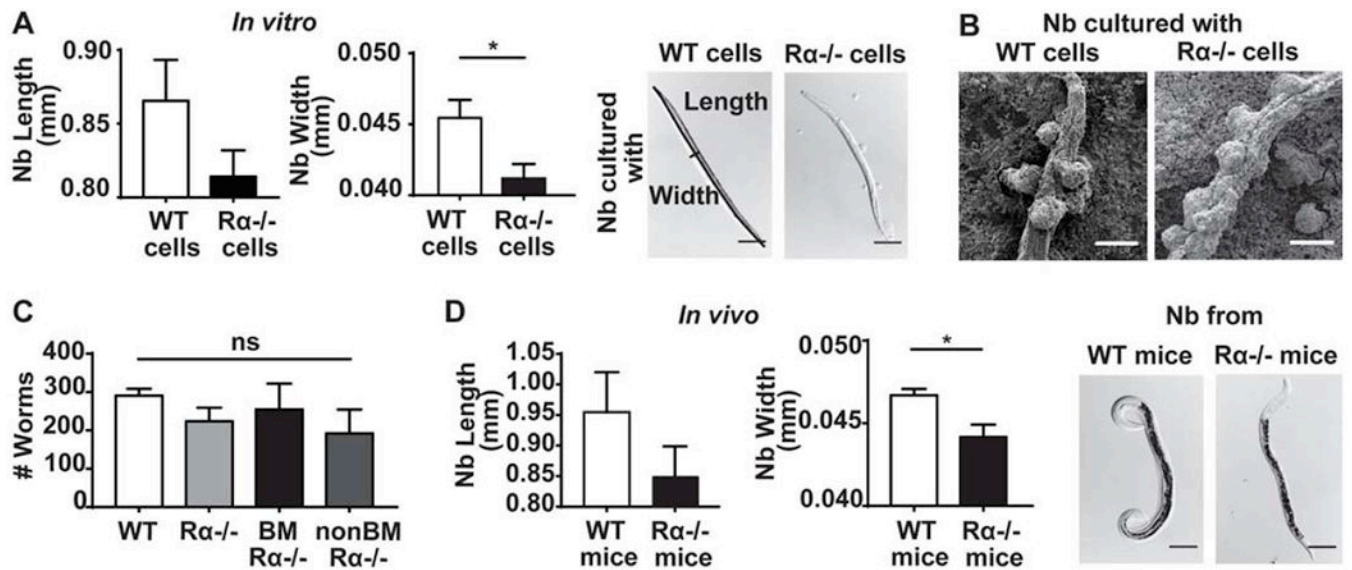 A
In vitro
Nb Length
(mm)
0.90
0.85
0.80
WT
cells
Rα-/-
cells
Nb Width
(mm)
0.050
0.045
0.040
*
WT
cells
Rα-/-
cells
Nb cultured
with
WT cells
Rα-/- cells
Length
Width
B
Nb cultured with
WT cells
Rα-/- cells
C
# Worms
400
300
200
100
0
ns
WT
Rα-/-
BM
Rα-/-
nonBM
Rα-/-
D
In vivo
Nb Length
(mm)
1.05
1.00
0.95
0.85
0.80
WT
mice
Rα-/-
mice
Nb Width
(mm)
0.050
0.045
0.040
*
WT
mice
Rα-/-
mice
Nb from
WT mice
Rα-/- mice